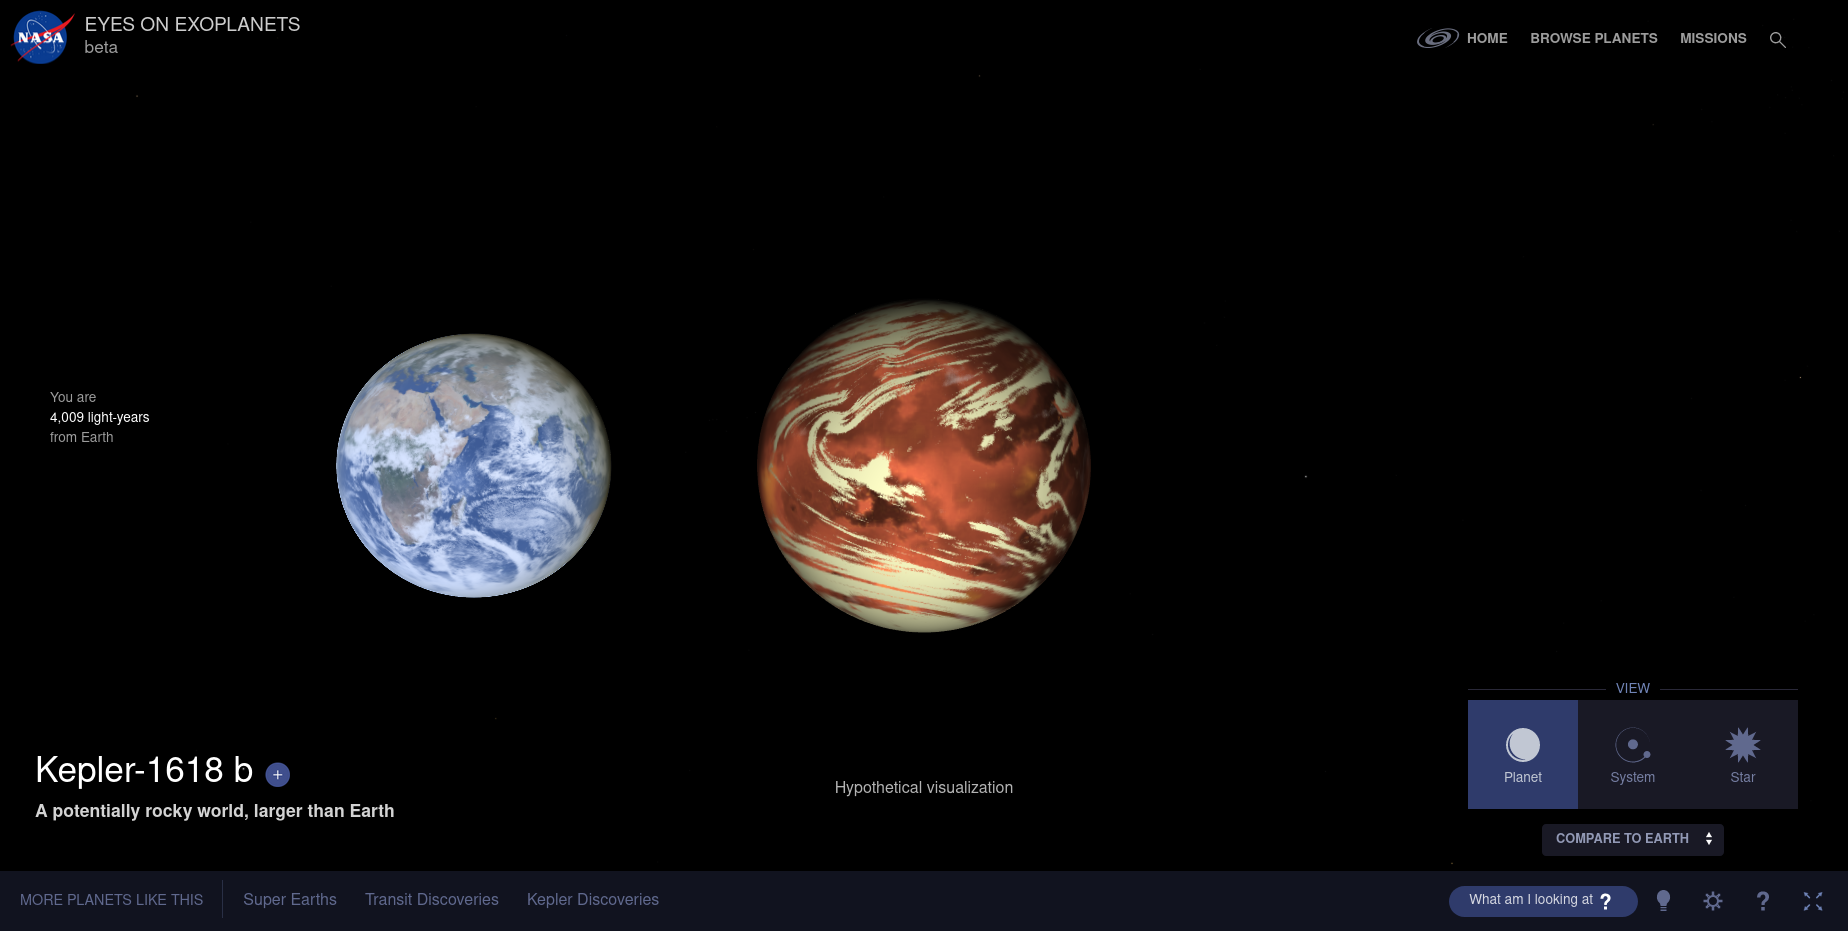 NASA
EYES ON EXOPLANETS
beta
HOME
BROWSE PLANETS
MISSIONS
You are
4,009 light-years
from Earth
Kepler-1618 b +
A potentially rocky world, larger than Earth
Hypothetical visualization
VIEW
Planet
System
Star
COMPARE TO EARTH
MORE PLANETS LIKE THIS
Super Earths
Transit Discoveries
Kepler Discoveries
What am I looking at ?
?